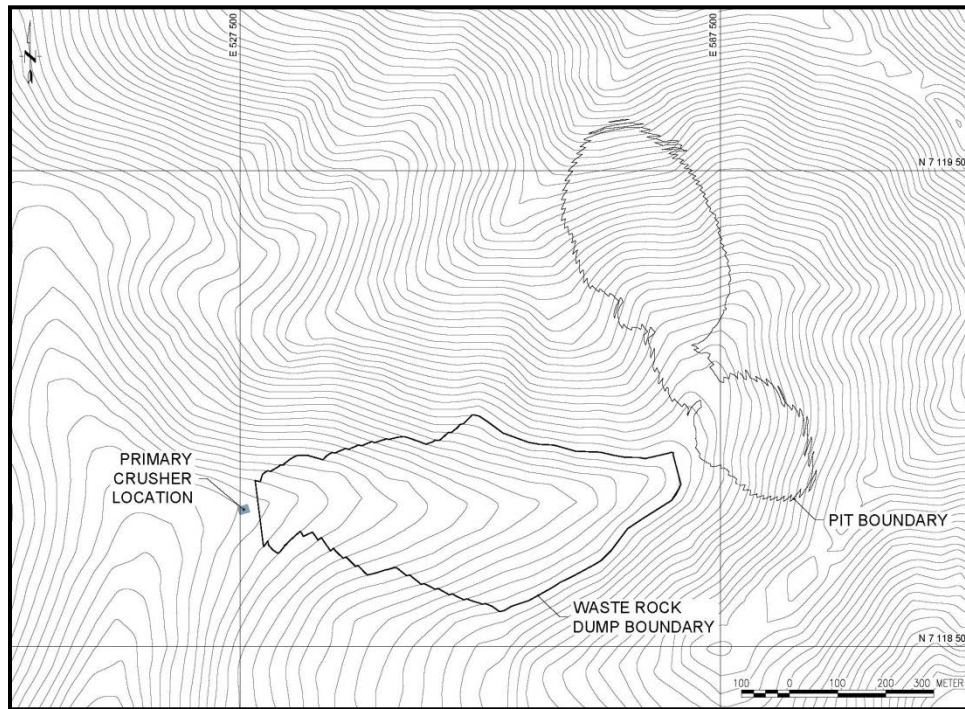 E 527 500
E 587 500
N 7 119 50
PRIMARY
CRUSHER
LOCATION
PIT BOUNDARY
WASTE ROCK
DUMP BOUNDARY
N 7 118 50
100 0 100 200 300 METER